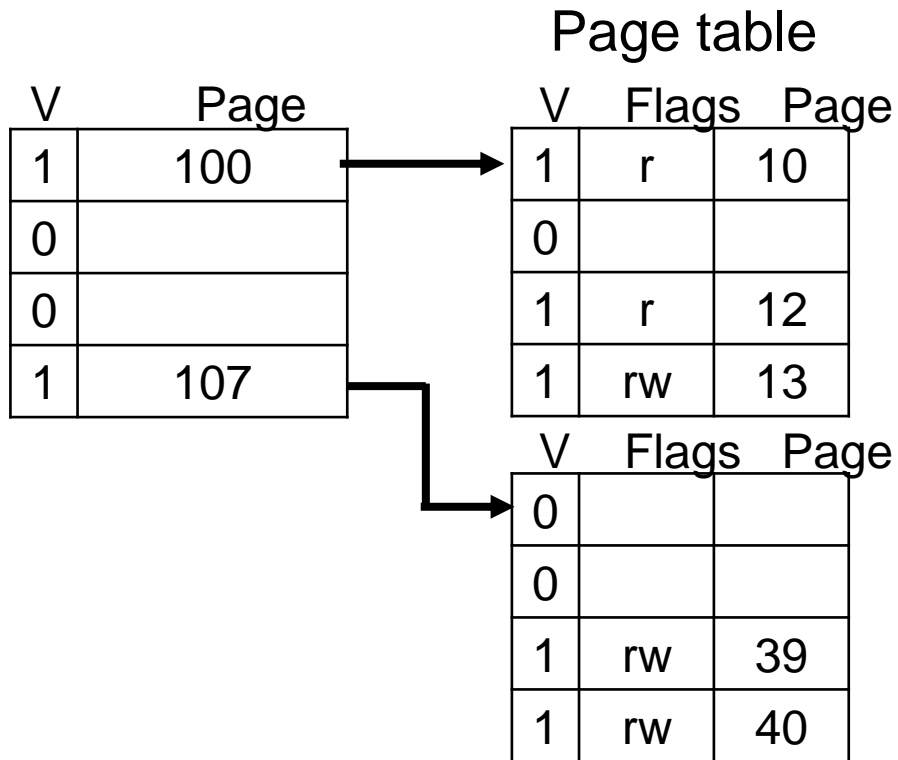 Page table
V Page
1 100
0
0
1 107
V Flags Page
1 r 10
0
1 r 12
1 rw 13
V Flags Page
0
0
1 rw 39
1 rw 40